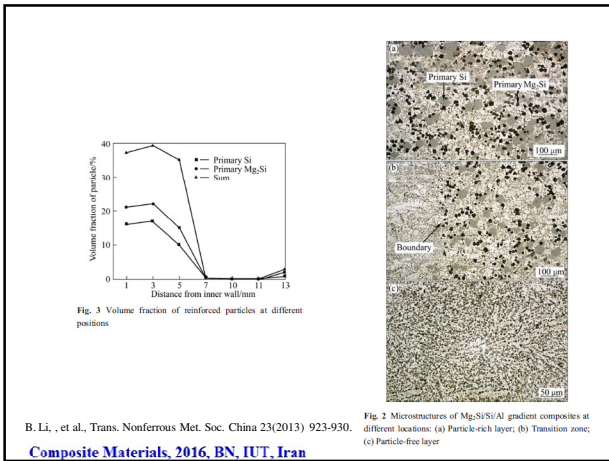 40
30
20
10
0
Volume fraction of particle/%
Primary Si
Primary Mg₂Si
Sum
1 3 5 7 10 11 13
Distance from inner wall/mm
Fig. 3 Volume fraction of reinforced particles at different
positions
(a)
Primary Si
Primary Mg₂Si
100 μm
(b)
Boundary
100 μm
(c)
50 μm
Fig. 2 Microstructures of Mg₂Si/Si/Al gradient composites at
different locations: (a) Particle-rich layer; (b) Transition zone;
(c) Particle-free layer
B. Li, , et al., Trans. Nonferrous Met. Soc. China 23(2013) 923-930.
Composite Materials, 2016, BN, IUT, Iran